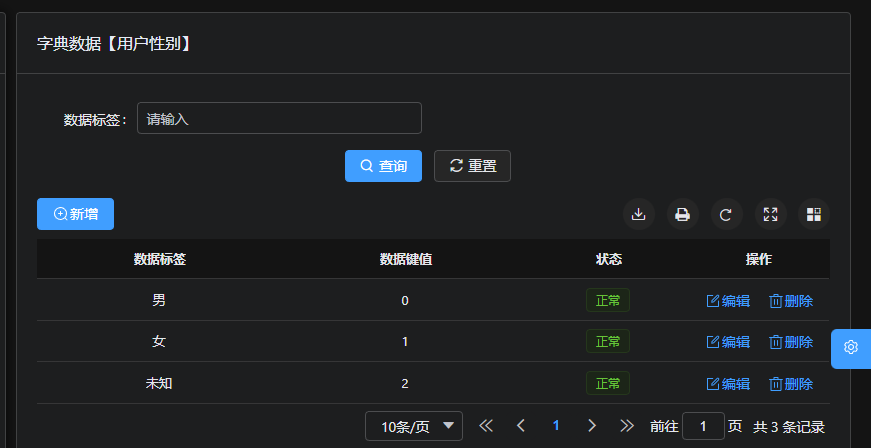 字典数据【用户性别】
数据标签： 请输入
查询 重置
新增
数据标签 数据键值 状态 操作
男 0 正常 编辑 删除
女 1 正常 编辑 删除
未知 2 正常 编辑 删除
10条/页 1 前往 1 页 共 3 条记录